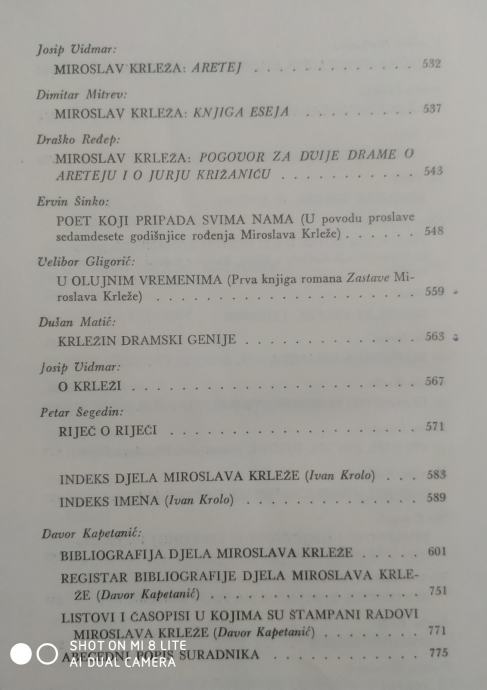 Josip Vidmar:
MIROSLAV KRLEŽA: ARETEJ . . . . . . . . . . . . . 532
Dimitar Mitrev:
MIROSLAV KRLEŽA: KNJIGA ESEJA . . . . . . . . . 537
Draško Ređep:
MIROSLAV KRLEŽA: POGOVOR ZA DVIJE DRAME O
ARETEJU I O JURJU KRIŽANIĆU . . . . . . . . . . . 543
Ervin Šinko:
POET KOJI PRIPADA SVIMA NAMA (U povodu proslave
sedamdesete godišnjice rođenja Miroslava Krleže) . . . . . . 548
Velibor Gligorić:
U OLUJNIM VREMENIMA (Prva knjiga romana Zastave Mi-
roslava Krleže) . . . . . . . . . . . . . . . . . . . . . 559
Dušan Matić:
KRLEŽIN DRAMSKI GENIJE . . . . . . . . . . . . . . 563
Josip Vidmar:
O KRLEŽI . . . . . . . . . . . . . . . . . . . . . . 567
Petar Šegedin:
RIJEČ O RIJEČI . . . . . . . . . . . . . . . . . . . 571
INDEKS DJELA MIROSLAVA KRLEŽE (Ivan Krolo) . . . 583
INDEKS IMENA (Ivan Krolo) . . . . . . . . . . . . . 589
Davor Kapetanić:
BIBLIOGRAFIJA DJELA MIROSLAVA KRLEŽE . . . . . 601
REGISTAR BIBLIOGRAFIJE DJELA MIROSLAVA KRLE-
ŽE (Davor Kapetanić) . . . . . . . . . . . . . . . . 751
LISTOVI I ČASOPISI U KOJIMA SU ŠTAMPANI RADOVI
MIROSLAVA KRLEŽE (Davor Kapetanić) . . . . . . . . 771
ABECEDNI POPIS SURADNIKA . . . . . . . . . . . . 775
SHOT ON MI 8 LITE
AI DUAL CAMERA